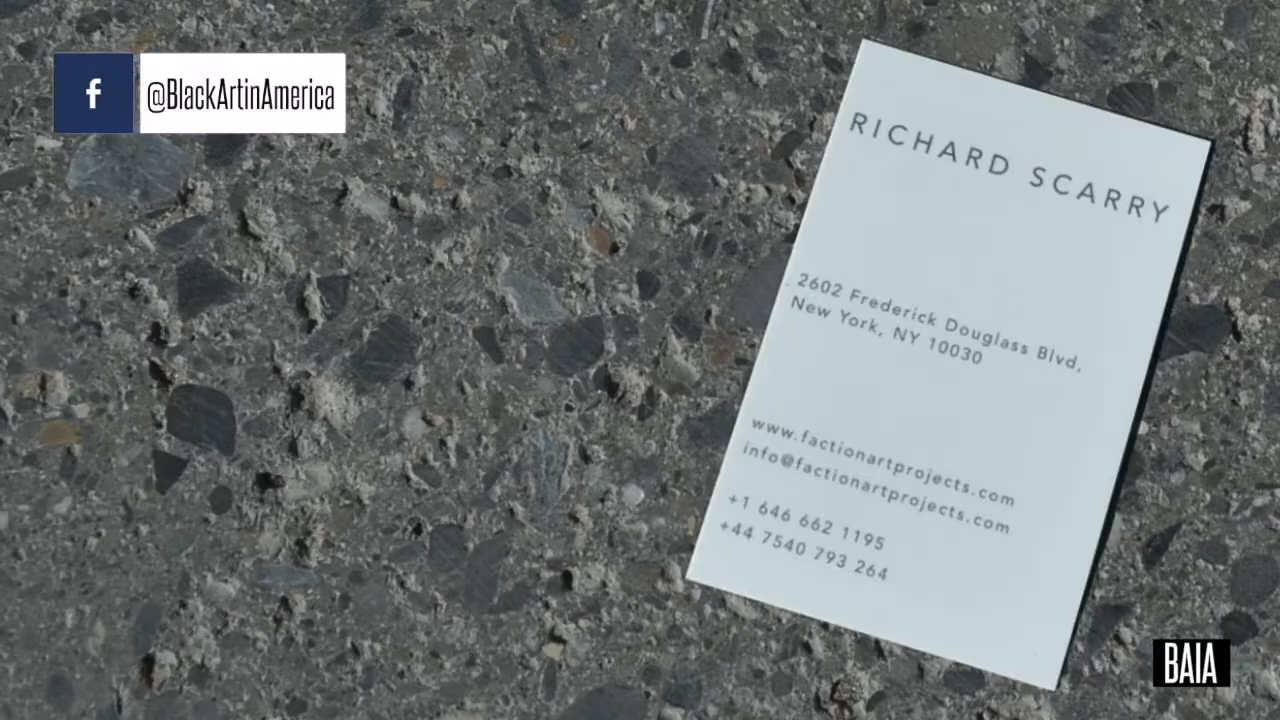 f
@BlackArtinAmerica
RICHARD SCARRY
2602 Frederick Douglass Blvd,
New York, NY 10030
www.factionartprojects.com
info@factionartprojects.com
+1 646 662 1195
+44 7540 793 264
BAIA